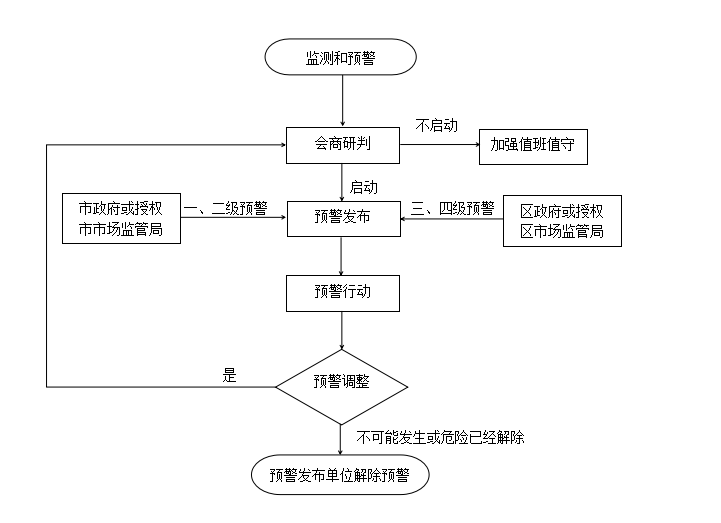 监测和预警
不启动
会商研判
加强值班值守
启动
市政府或授权
市市场监管局
一、二级预警
预警发布
三、四级预警
区政府或授权
区市场监管局
预警行动
是
预警调整
不可能发生或危险已经解除
预警发布单位解除预警